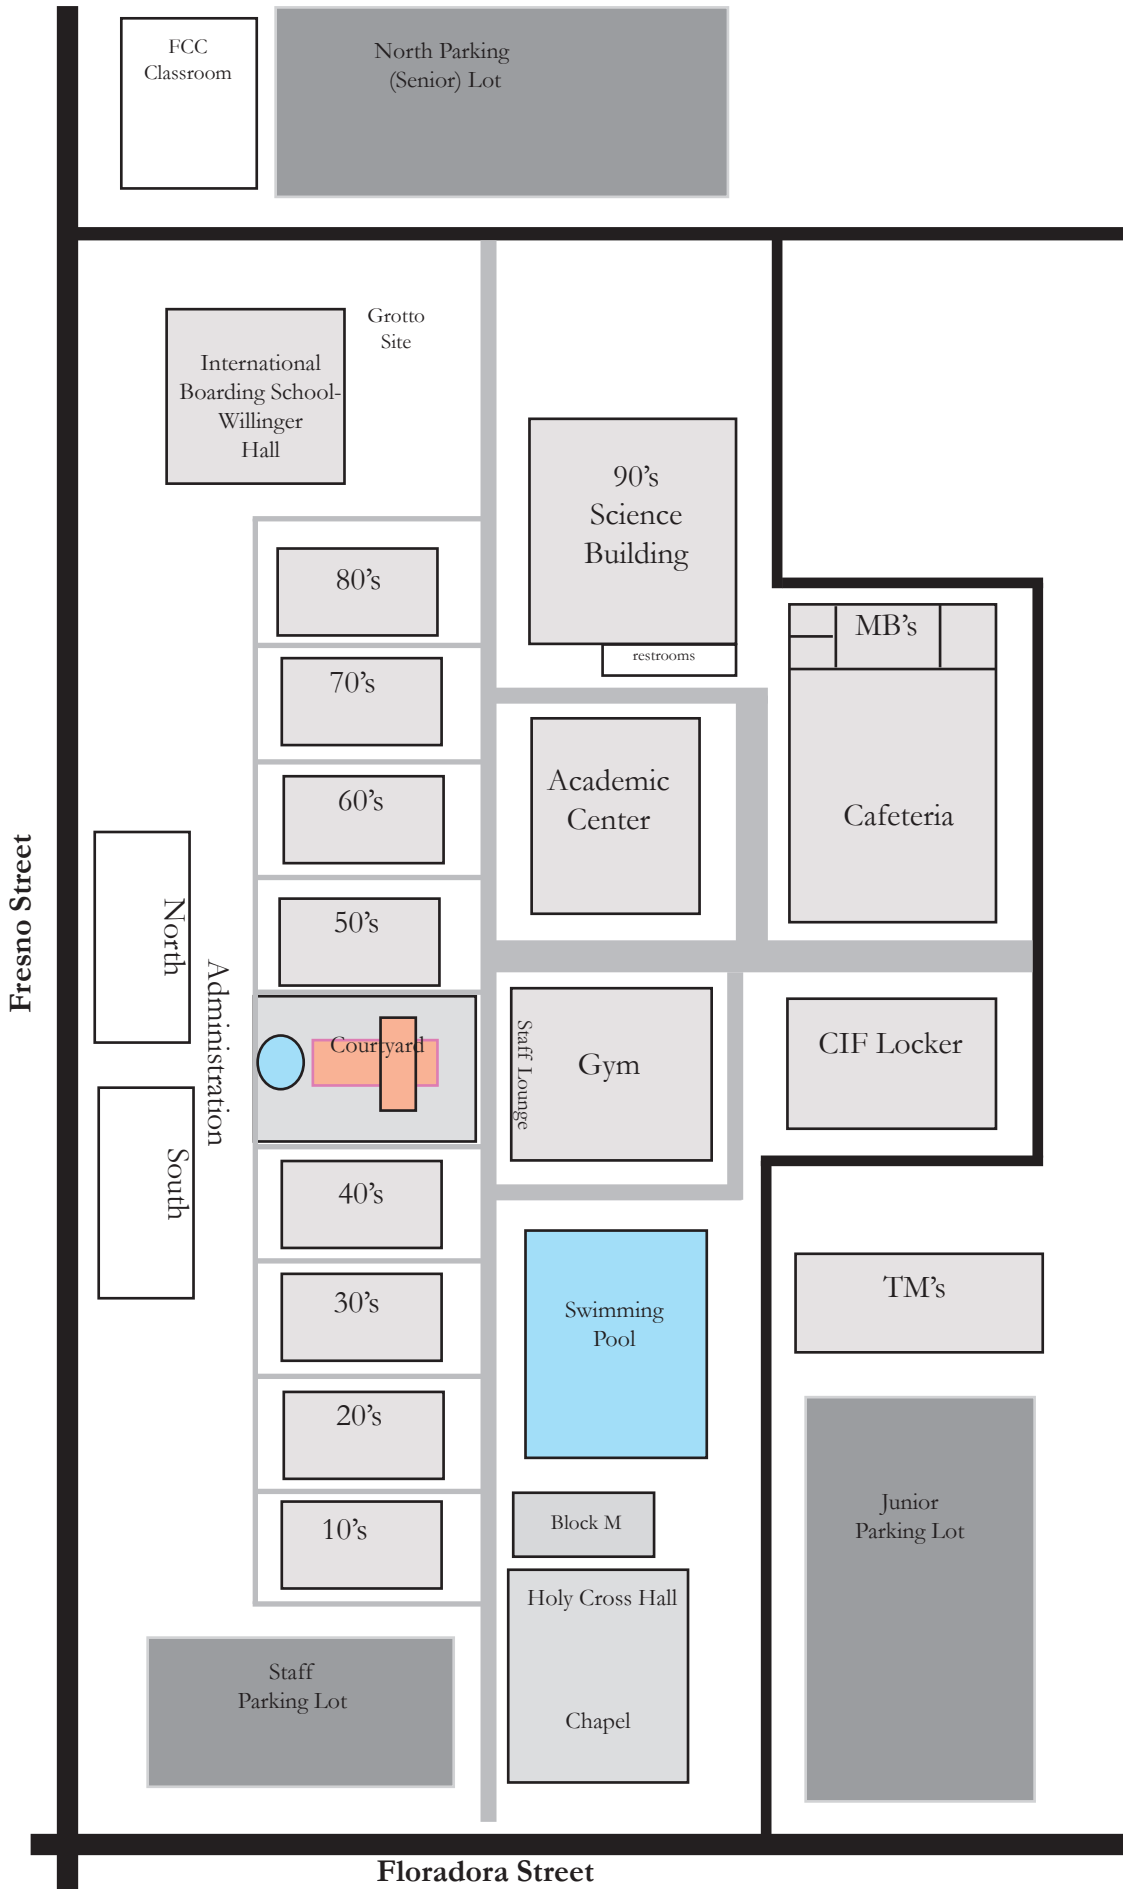 FCC
Classroom
North Parking
(Senior) Lot
Grotto
Site
International
Boarding School-
Willinger
Hall
90's
Science
Building
restrooms
80's
70's
60's
50's
MB's
Cafeteria
Academic
Center
Fresno Street
North
Administration
South
Courtyard
Staff Lounge
Gym
CIF Locker
40's
30's
20's
10's
Swimming
Pool
TM's
Block M
Junior
Parking Lot
Holy Cross Hall
Chapel
Staff
Parking Lot
Floradora Street